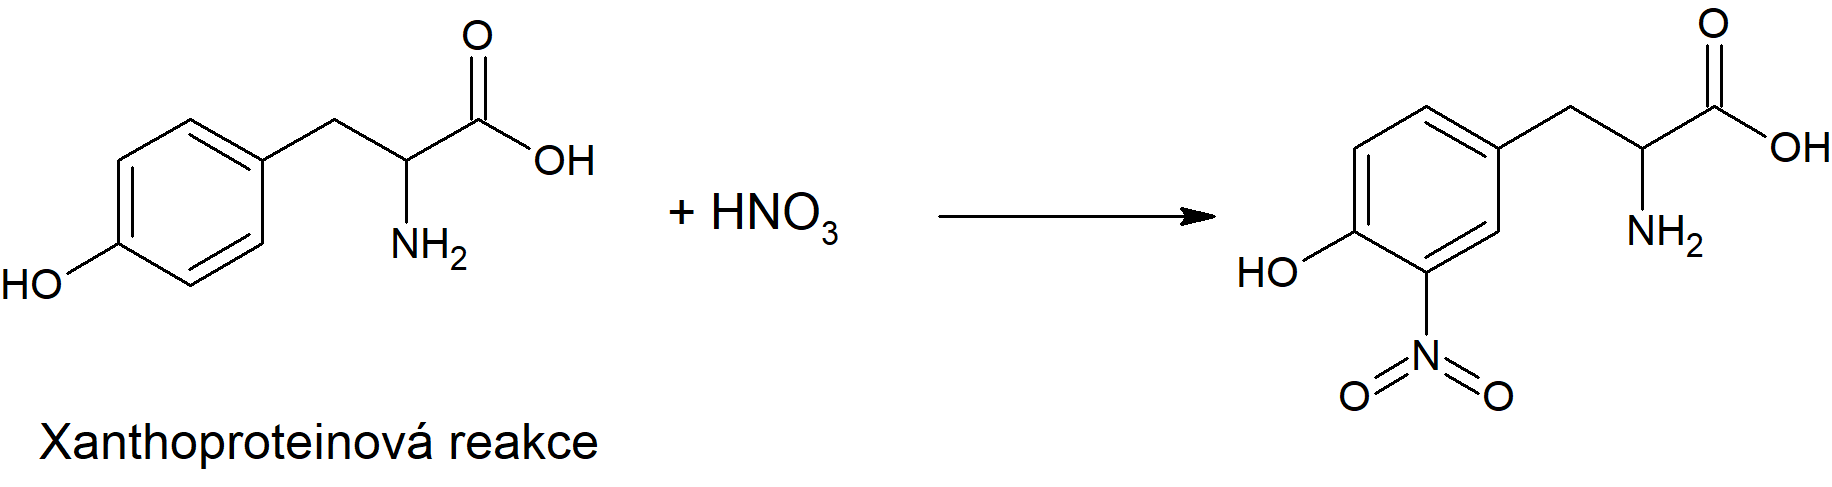 O
OH
NH₂
HO
+ HNO₃
O
OH
NH₂
HO
N
O
O
Xanthoproteinová reakce